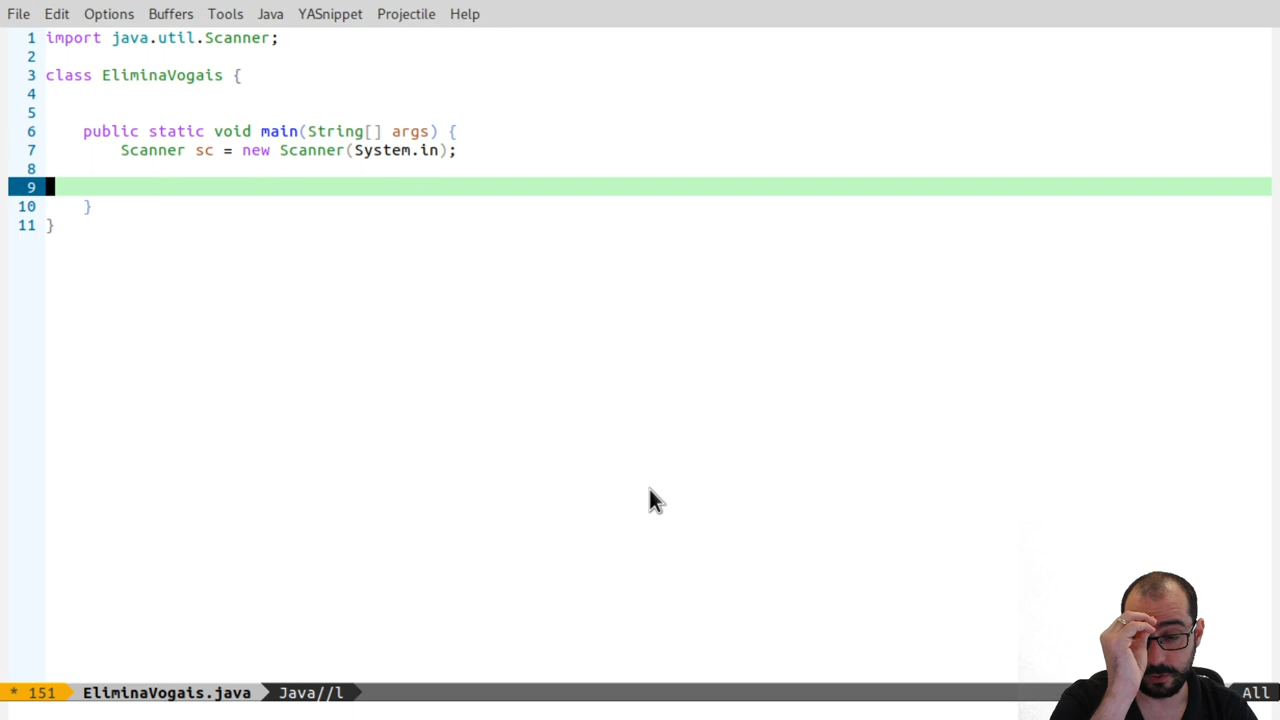 File Edit Options Buffers Tools Java YASnippet Projectile Help
1 import java.util.Scanner;
2
3 class EliminaVogais {
4
5
6     public static void main(String[] args) {
7         Scanner sc = new Scanner(System.in);
8
9
10     }
11 }
* 151 EliminaVogais.java Java//l All